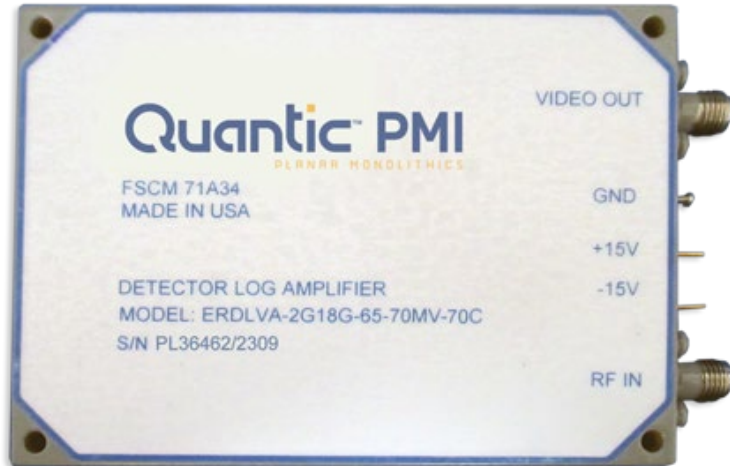 Quantic™ PMI
PLANAR MONOLITHICS
FSCM 71A34
MADE IN USA
DETECTOR LOG AMPLIFIER
MODEL: ERDLVA-2G18G-65-70MV-70C
S/N PL36462/2309
VIDEO OUT
GND
+15V
-15V
RF IN